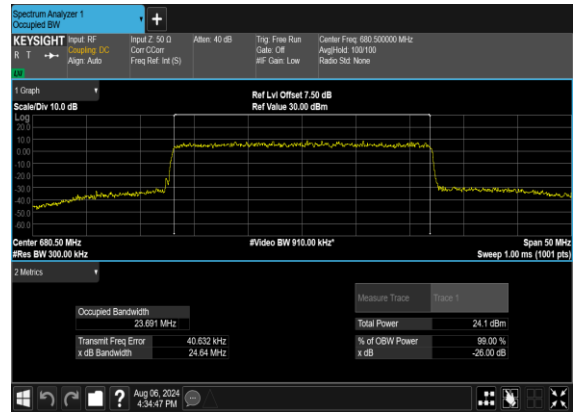 Spectrum Analyzer 1
Occupied BW
+
KEYSIGHT Input: RF Input Z: 50 Ω Atten: 40 dB Trig: Free Run Center Freq: 680.500000 MHz
R T Coupling: DC Corr CCorr Gate: Off Avg|Hold: 100/100
Align: Auto Freq Ref: Int (S) #IF Gain: Low Radio Std: None
1 Graph
Ref Lvl Offset 7.50 dB
Scale/Div 10.0 dB Ref Value 30.00 dBm
Log
20.0
10.0
0.00
-10.0
-20.0
-30.0
-40.0
-50.0
-60.0
Center 680.50 MHz #Video BW 910.00 kHz* Span 50 MHz
#Res BW 300.00 kHz Sweep 1.00 ms (1001 pts)
2 Metrics
Measure Trace Trace 1
Occupied Bandwidth
23.691 MHz Total Power 24.1 dBm
Transmit Freq Error 40.632 kHz % of OBW Power 99.00 %
x dB Bandwidth 24.64 MHz x dB -26.00 dB
? Aug 06, 2024
4:34:47 PM